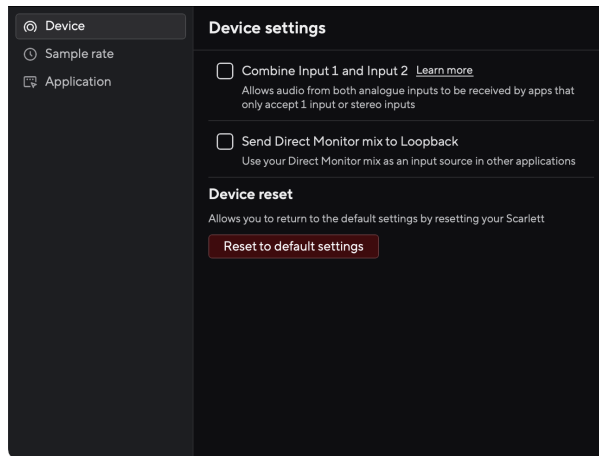 Device
Sample rate
Application
Device settings
Combine Input 1 and Input 2 Learn more
Allows audio from both analogue inputs to be received by apps that
only accept 1 input or stereo inputs
Send Direct Monitor mix to Loopback
Use your Direct Monitor mix as an input source in other applications
Device reset
Allows you to return to the default settings by resetting your Scarlett
Reset to default settings